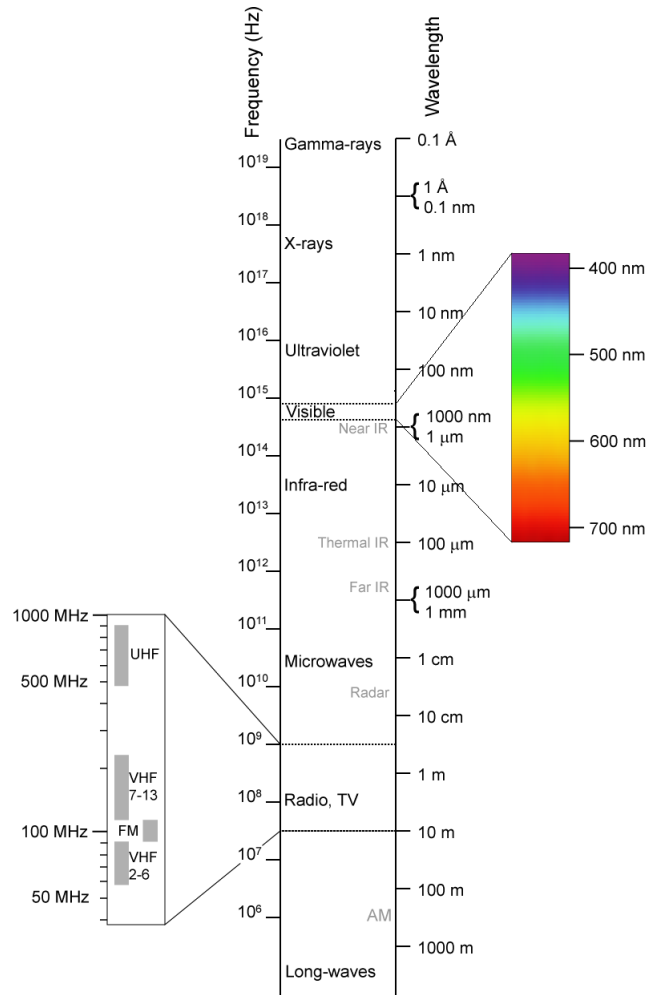 Frequency (Hz)
Wavelength
Gamma-rays
0.1 Å
10¹⁹
1 Å
0.1 nm
10¹⁸
X-rays
1 nm
10¹⁷
400 nm
10 nm
10¹⁶
Ultraviolet
500 nm
100 nm
10¹⁵
Visible
1000 nm
Near IR
1 μm
600 nm
10¹⁴
Infra-red
10 μm
10¹³
700 nm
Thermal IR
100 μm
10¹²
Far IR
1000 μm
1 mm
1000 MHz
10¹¹
UHF
Microwaves
1 cm
500 MHz
10¹⁰
Radar
10 cm
10⁹
1 m
VHF
7-13
10⁸
Radio, TV
100 MHz
FM
10 m
10⁷
VHF
2-6
50 MHz
100 m
10⁶
AM
1000 m
Long-waves